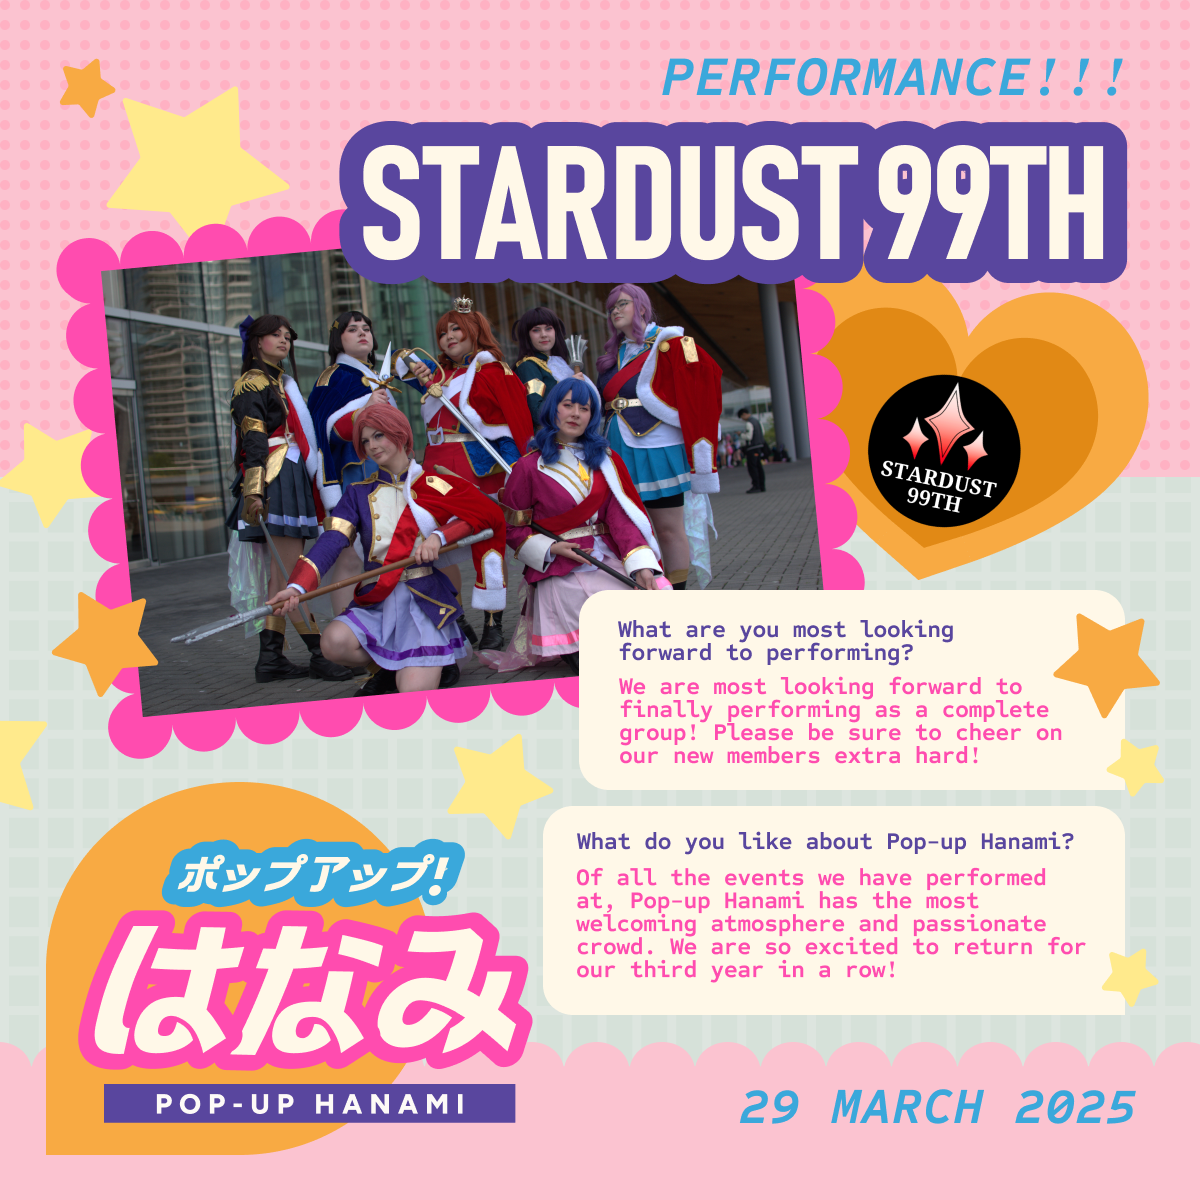 PERFORMANCE!!!
STARDUST 99TH
STARDUST
99TH
What are you most looking
forward to performing?
We are most looking forward to
finally performing as a complete
group! Please be sure to cheer on
our new members extra hard!
What do you like about Pop-up Hanami?
Of all the events we have performed
at, Pop-up Hanami has the most
welcoming atmosphere and passionate
crowd. We are so excited to return for
our third year in a row!
ポップアップ!
はなみ
POP-UP HANAMI
29 MARCH 2025